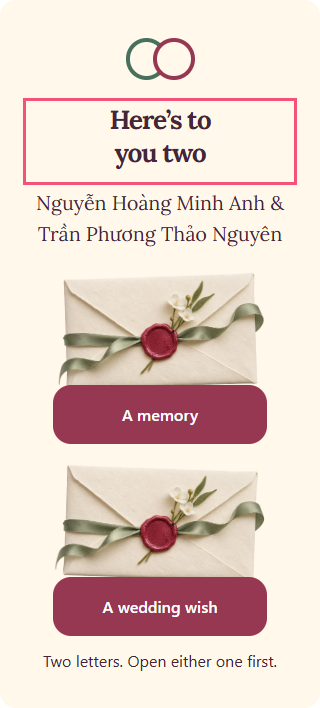 Here’s to
you two
Nguyễn Hoàng Minh Anh &
Trần Phương Thảo Nguyên
A memory
A wedding wish
Two letters. Open either one first.